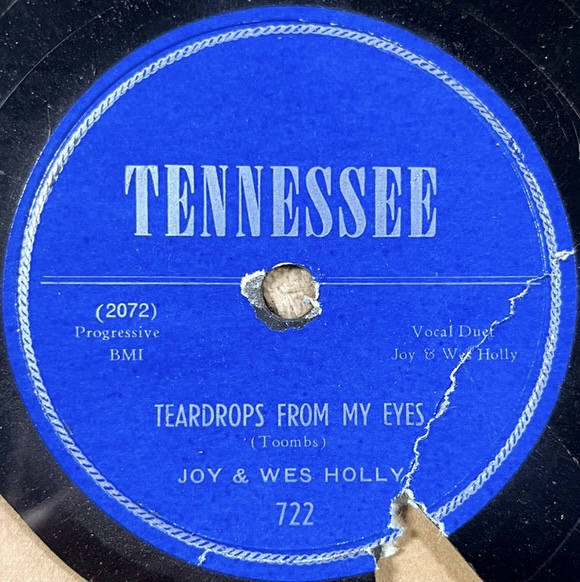 TENNESSEE
(2072)
Progressive
BMI
Vocal Duet
Joy & Wes Holly
TEARDROPS FROM MY EYES
(Toombs)
JOY & WES HOLLY
722